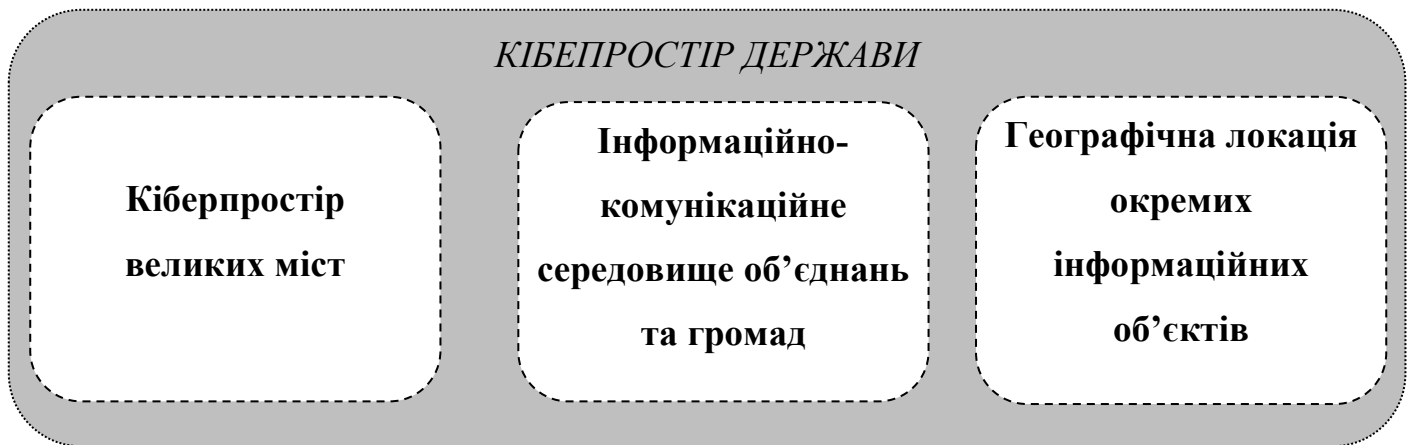 КІБЕПРОСТІР ДЕРЖАВИ
Кіберпростір
великих міст
Інформаційно-
комунікаційне
середовище об’єднань
та громад
Географічна локація
окремих
інформаційних
об’єктів